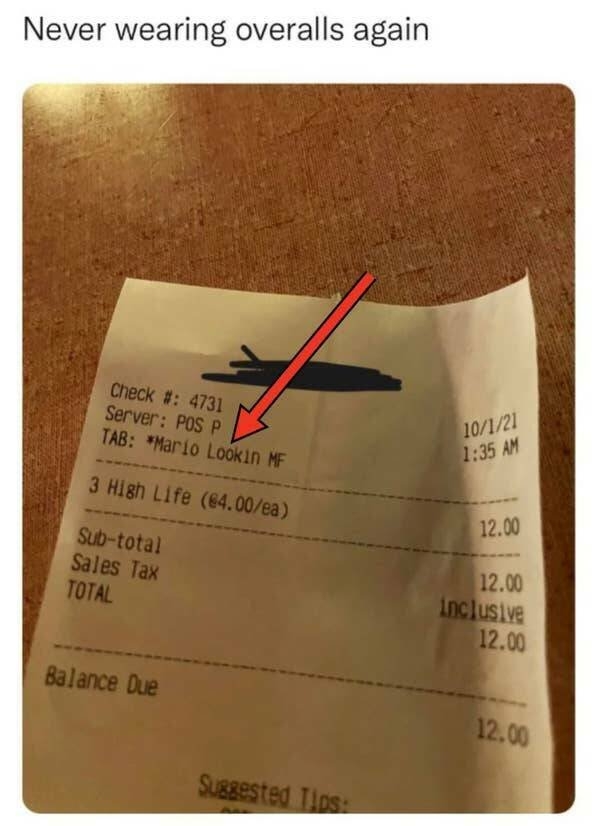 Never wearing overalls again
Check #: 4731
Server: POS P 10/1/21
TAB: *Mario Lookin MF 1:35 AM
3 High Life (@4.00/ea) 12.00
Sub-total 12.00
Sales Tax inclusive
TOTAL 12.00
Balance Due 12.00
Suggested Tips: